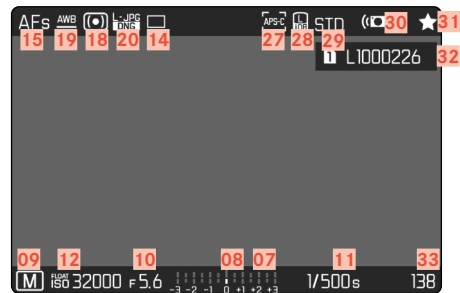 AFs AWB L-JPG DNG APS-C L JPG STD
15 19 18 20 14 27 28 29 30 31
1 L1000226 32
09 12 10 08 07 11 33
M FLOAT ISO 32000 F5.6 -3 -2 -1 0 +1 +2 +3 1/500s 138